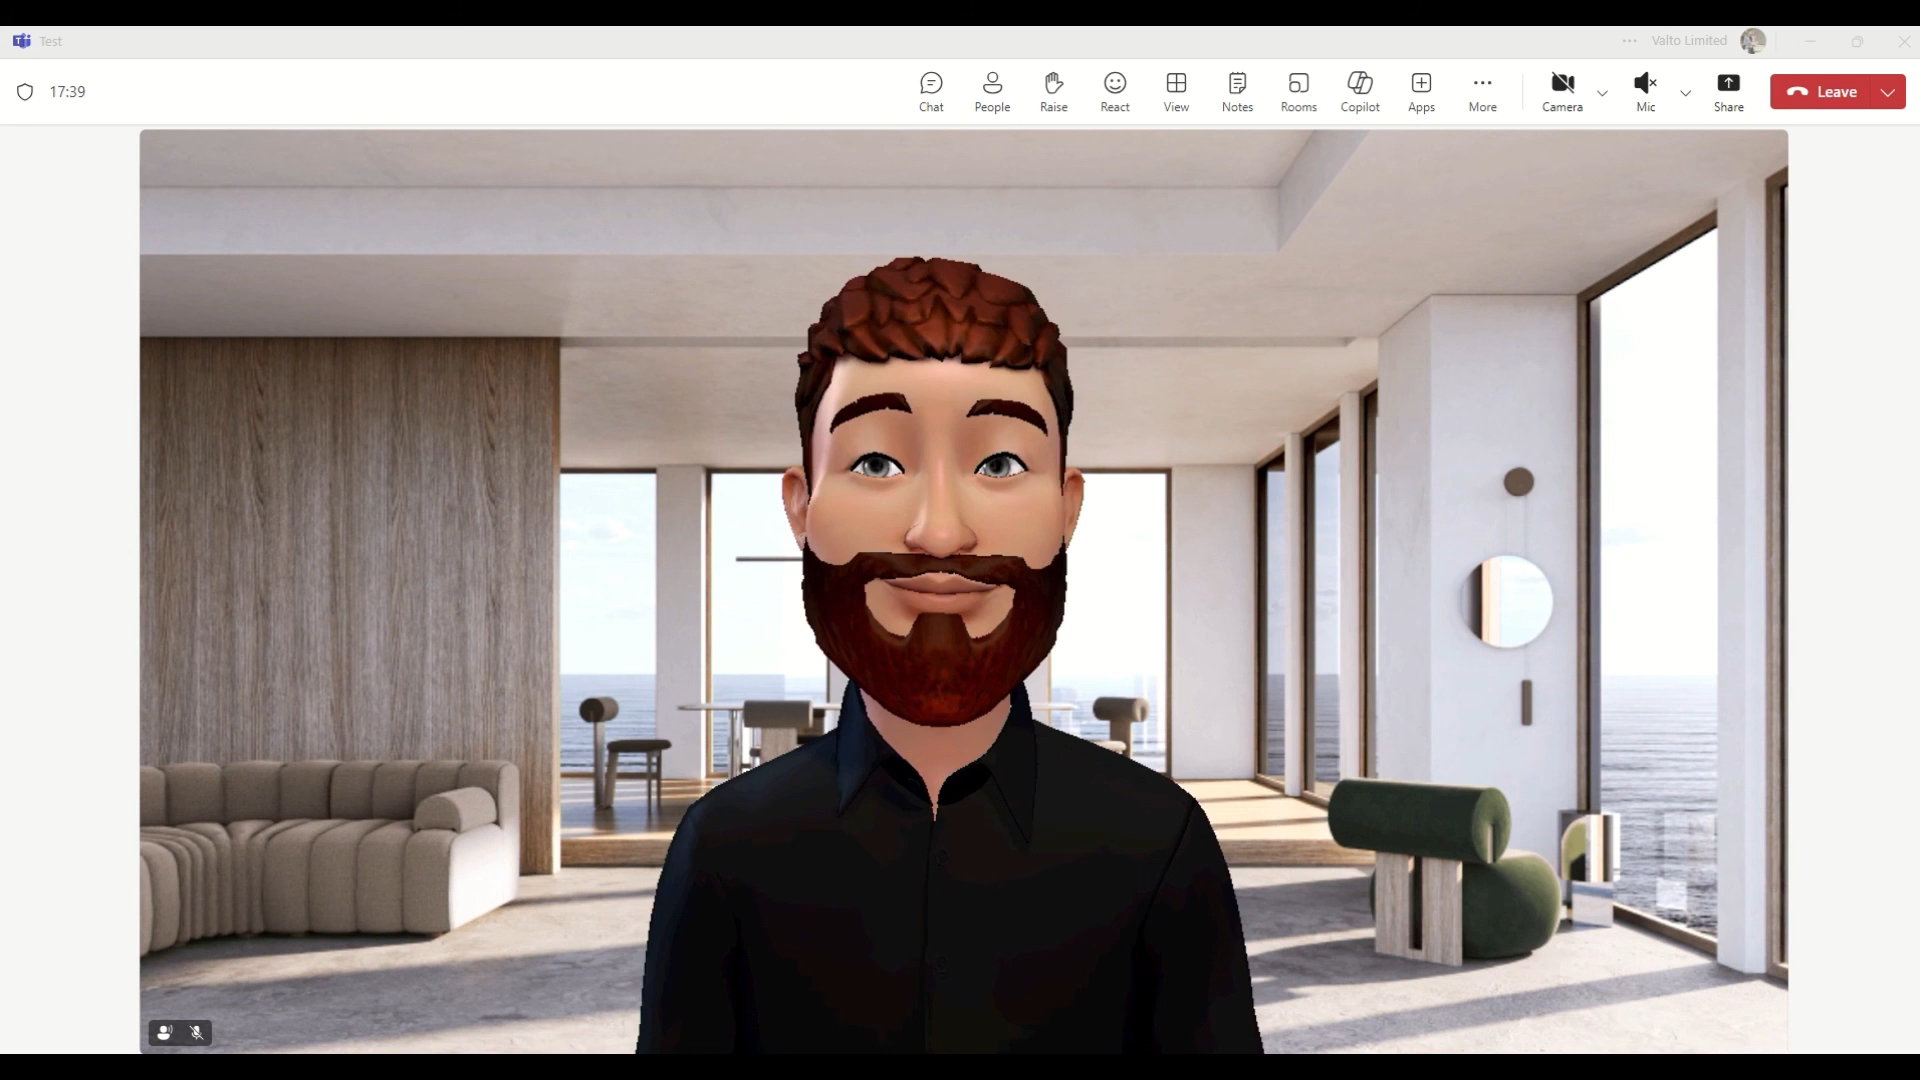 Test
Valto Limited
17:39
Chat
People
Raise
React
View
Notes
Rooms
Copilot
Apps
More
Camera
Mic
Share
Leave